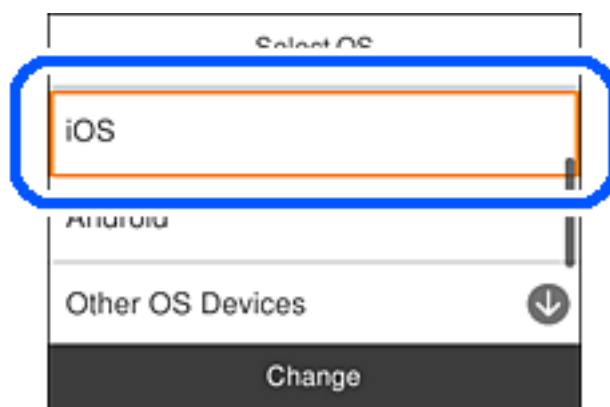 Select OS
iOS
Android
Other OS Devices
Change